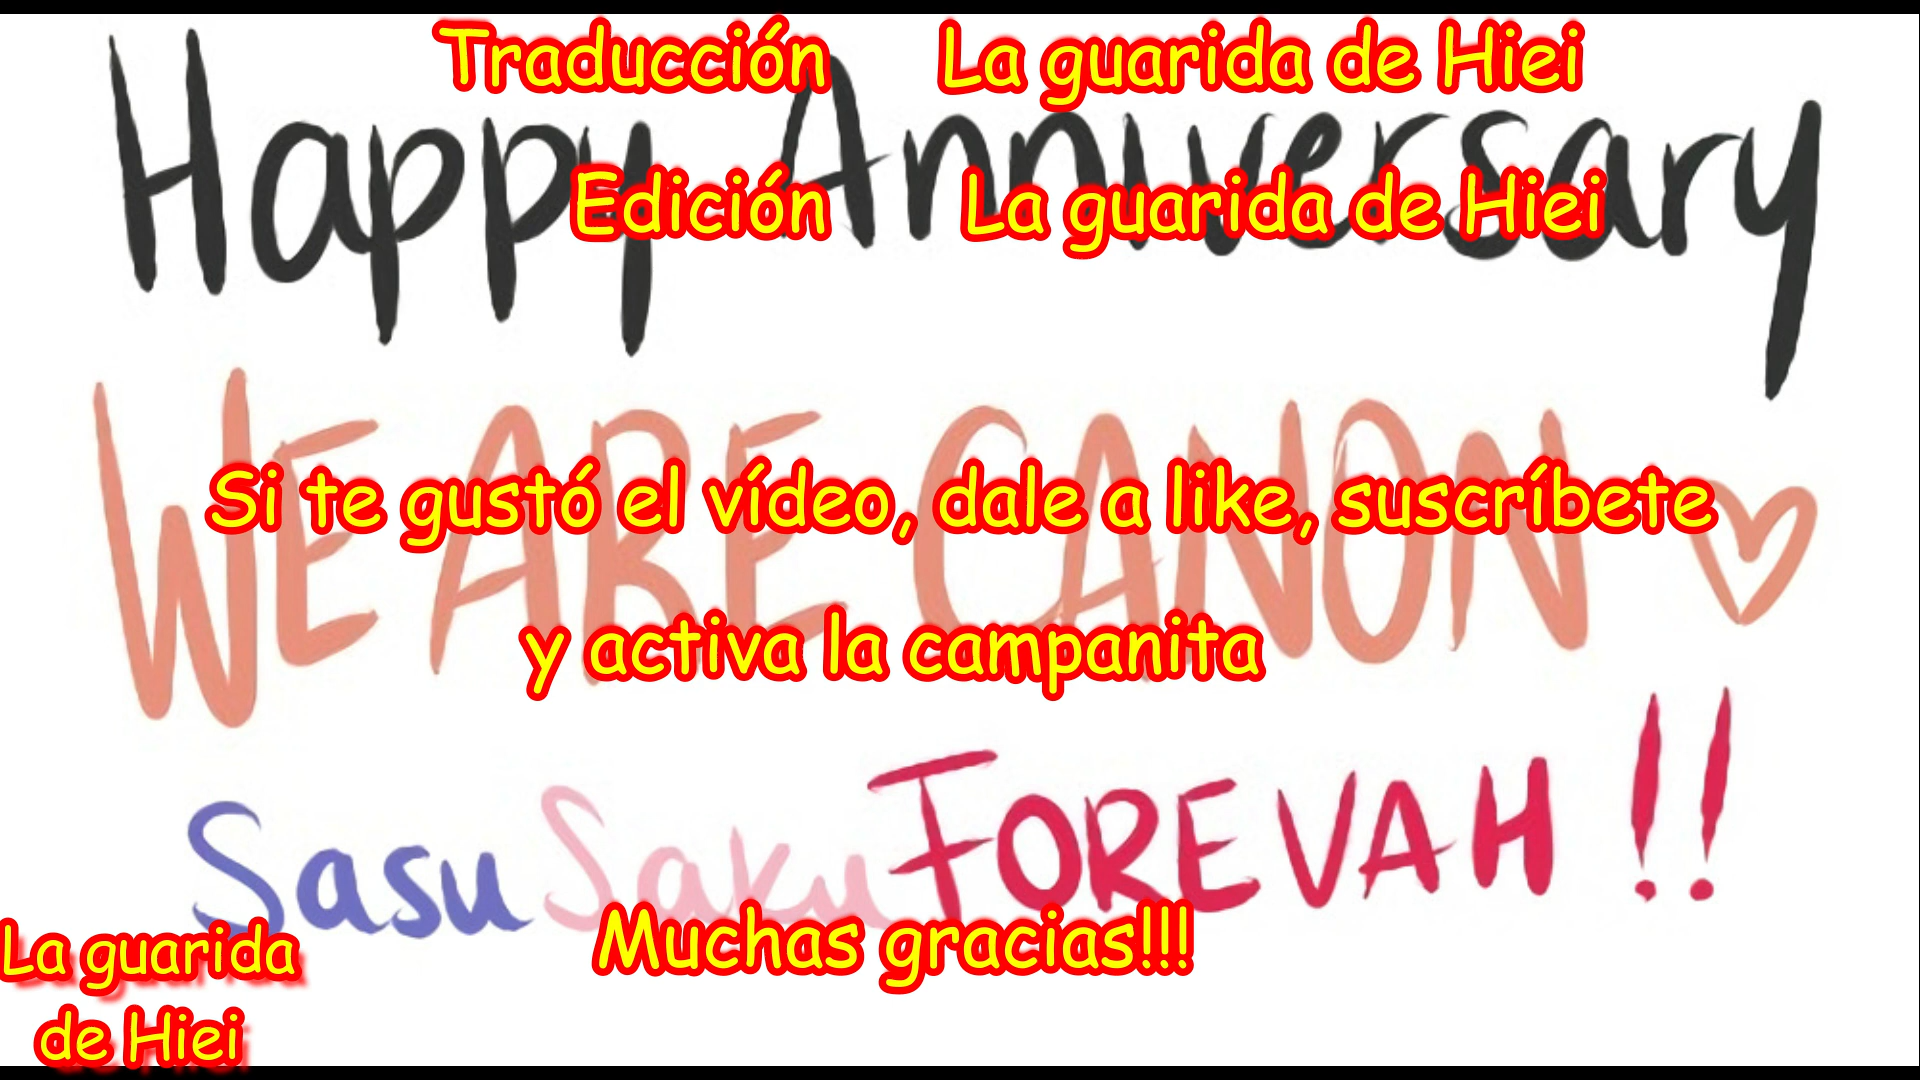 Traducción La guarida de Hiei
Happy Anniversary
Edición La guarida de Hiei
WE ARE CANON
Si te gustó el vídeo, dale a like, suscríbete
y activa la campanita
SasuSaku FOREVAH!!
Muchas gracias!!!
La guarida
de Hiei